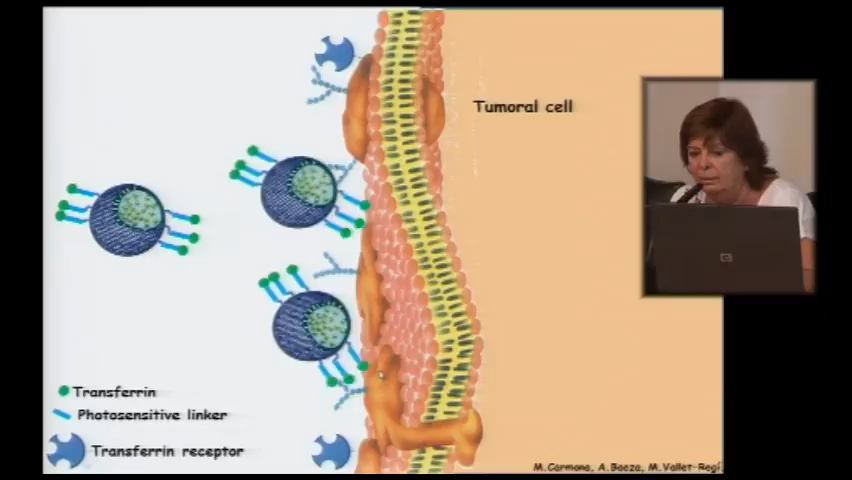 Tumoral cell
Transferrin
Photosensitive linker
Transferrin receptor
M.Carmona, A.Baeza, M.Vallet-Regí